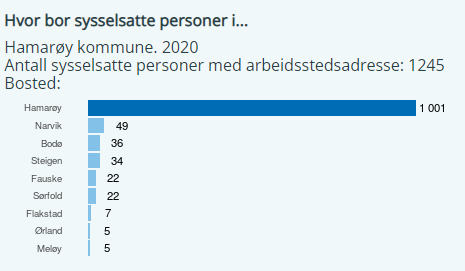 Hvor bor sysselsatte personer i...
Hamarøy kommune. 2020
Antall sysselsatte personer med arbeidsstedsadresse: 1245
Bosted:
Hamarøy 1 001
Narvik 49
Bodø 36
Steigen 34
Fauske 22
Sørfold 22
Flakstad 7
Ørland 5
Meløy 5